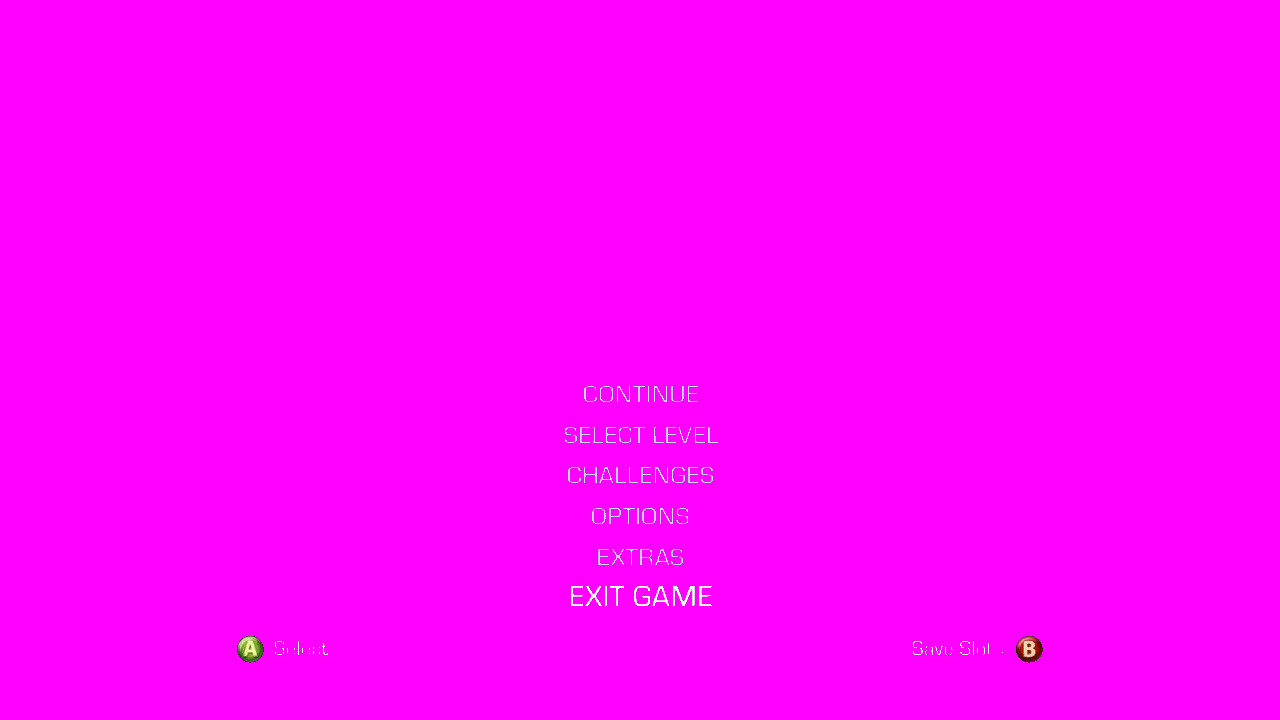 CONTINUE
SELECT LEVEL
CHALLENGES
OPTIONS
EXTRAS
EXIT GAME
A Select
Save Slot B